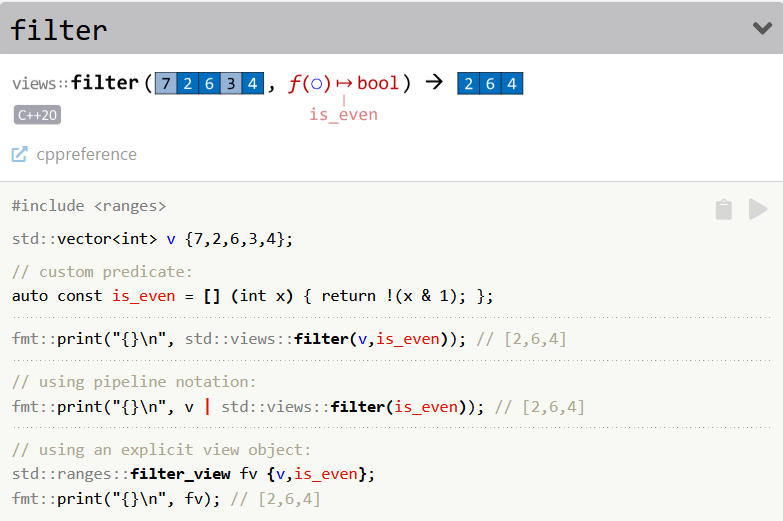 filter
views::filter(7 2 6 3 4, f(○)↦bool) → 2 6 4
is_even
C++20
cppreference
#include <ranges>
std::vector<int> v {7,2,6,3,4};
// custom predicate:
auto const is_even = [] (int x) { return !(x & 1); };
fmt::print("{}\n", std::views::filter(v,is_even)); // [2,6,4]
// using pipeline notation:
fmt::print("{}\n", v | std::views::filter(is_even)); // [2,6,4]
// using an explicit view object:
std::ranges::filter_view fv {v,is_even};
fmt::print("{}\n", fv); // [2,6,4]